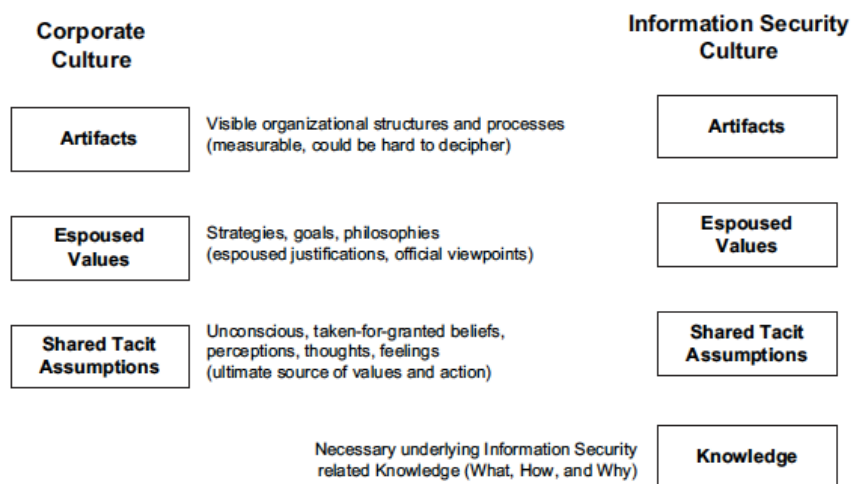 Corporate
Culture
Information Security
Culture
Artifacts
Visible organizational structures and processes
(measurable, could be hard to decipher)
Artifacts
Espoused
Values
Strategies, goals, philosophies
(espoused justifications, official viewpoints)
Espoused
Values
Shared Tacit
Assumptions
Unconscious, taken-for-granted beliefs,
perceptions, thoughts, feelings
(ultimate source of values and action)
Shared Tacit
Assumptions
Necessary underlying Information Security
related Knowledge (What, How, and Why)
Knowledge